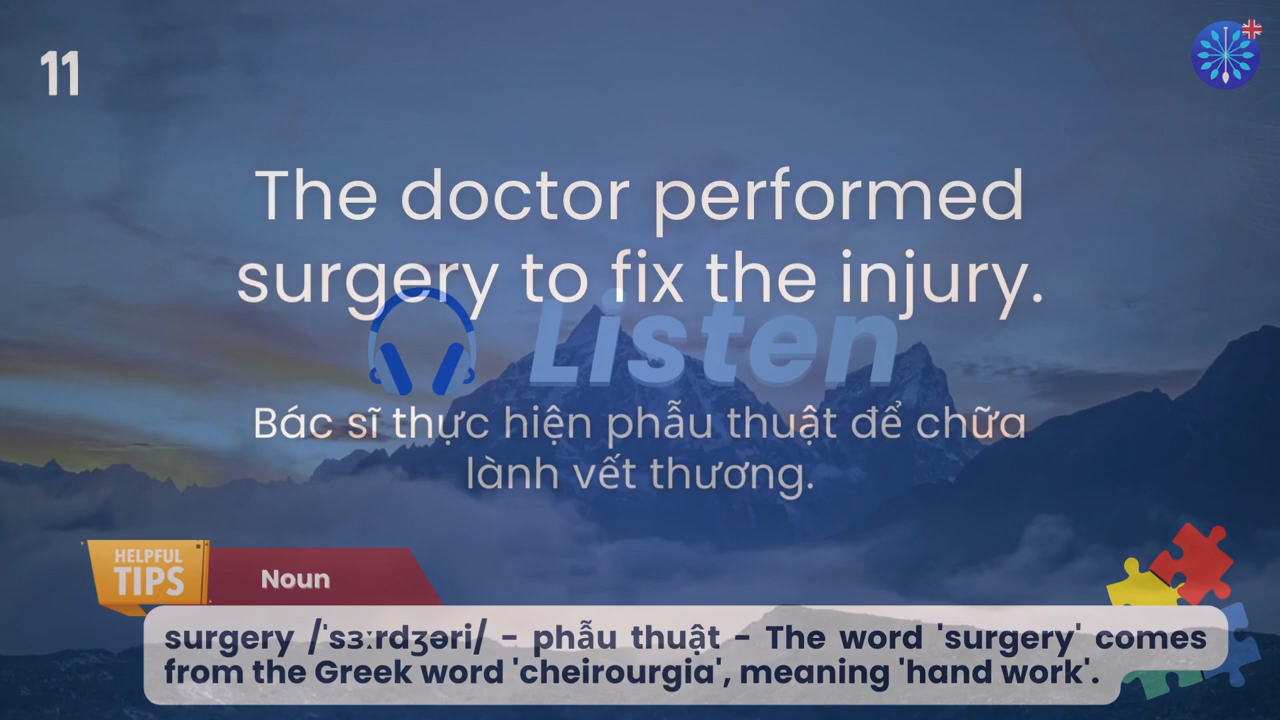 11
The doctor performed
surgery to fix the injury.
Listen
Bác sĩ thực hiện phẫu thuật để chữa
lành vết thương.
HELPFUL
TIPS
Noun
surgery /ˈsɜːrdʒəri/ - phẫu thuật - The word 'surgery' comes
from the Greek word 'cheirourgia', meaning 'hand work'.